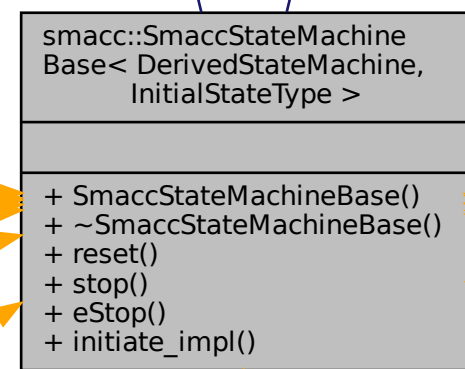 smacc::SmaccStateMachine
Base< DerivedStateMachine,
InitialStateType >
+ SmaccStateMachineBase()
+ ~SmaccStateMachineBase()
+ reset()
+ stop()
+ eStop()
+ initiate_impl()